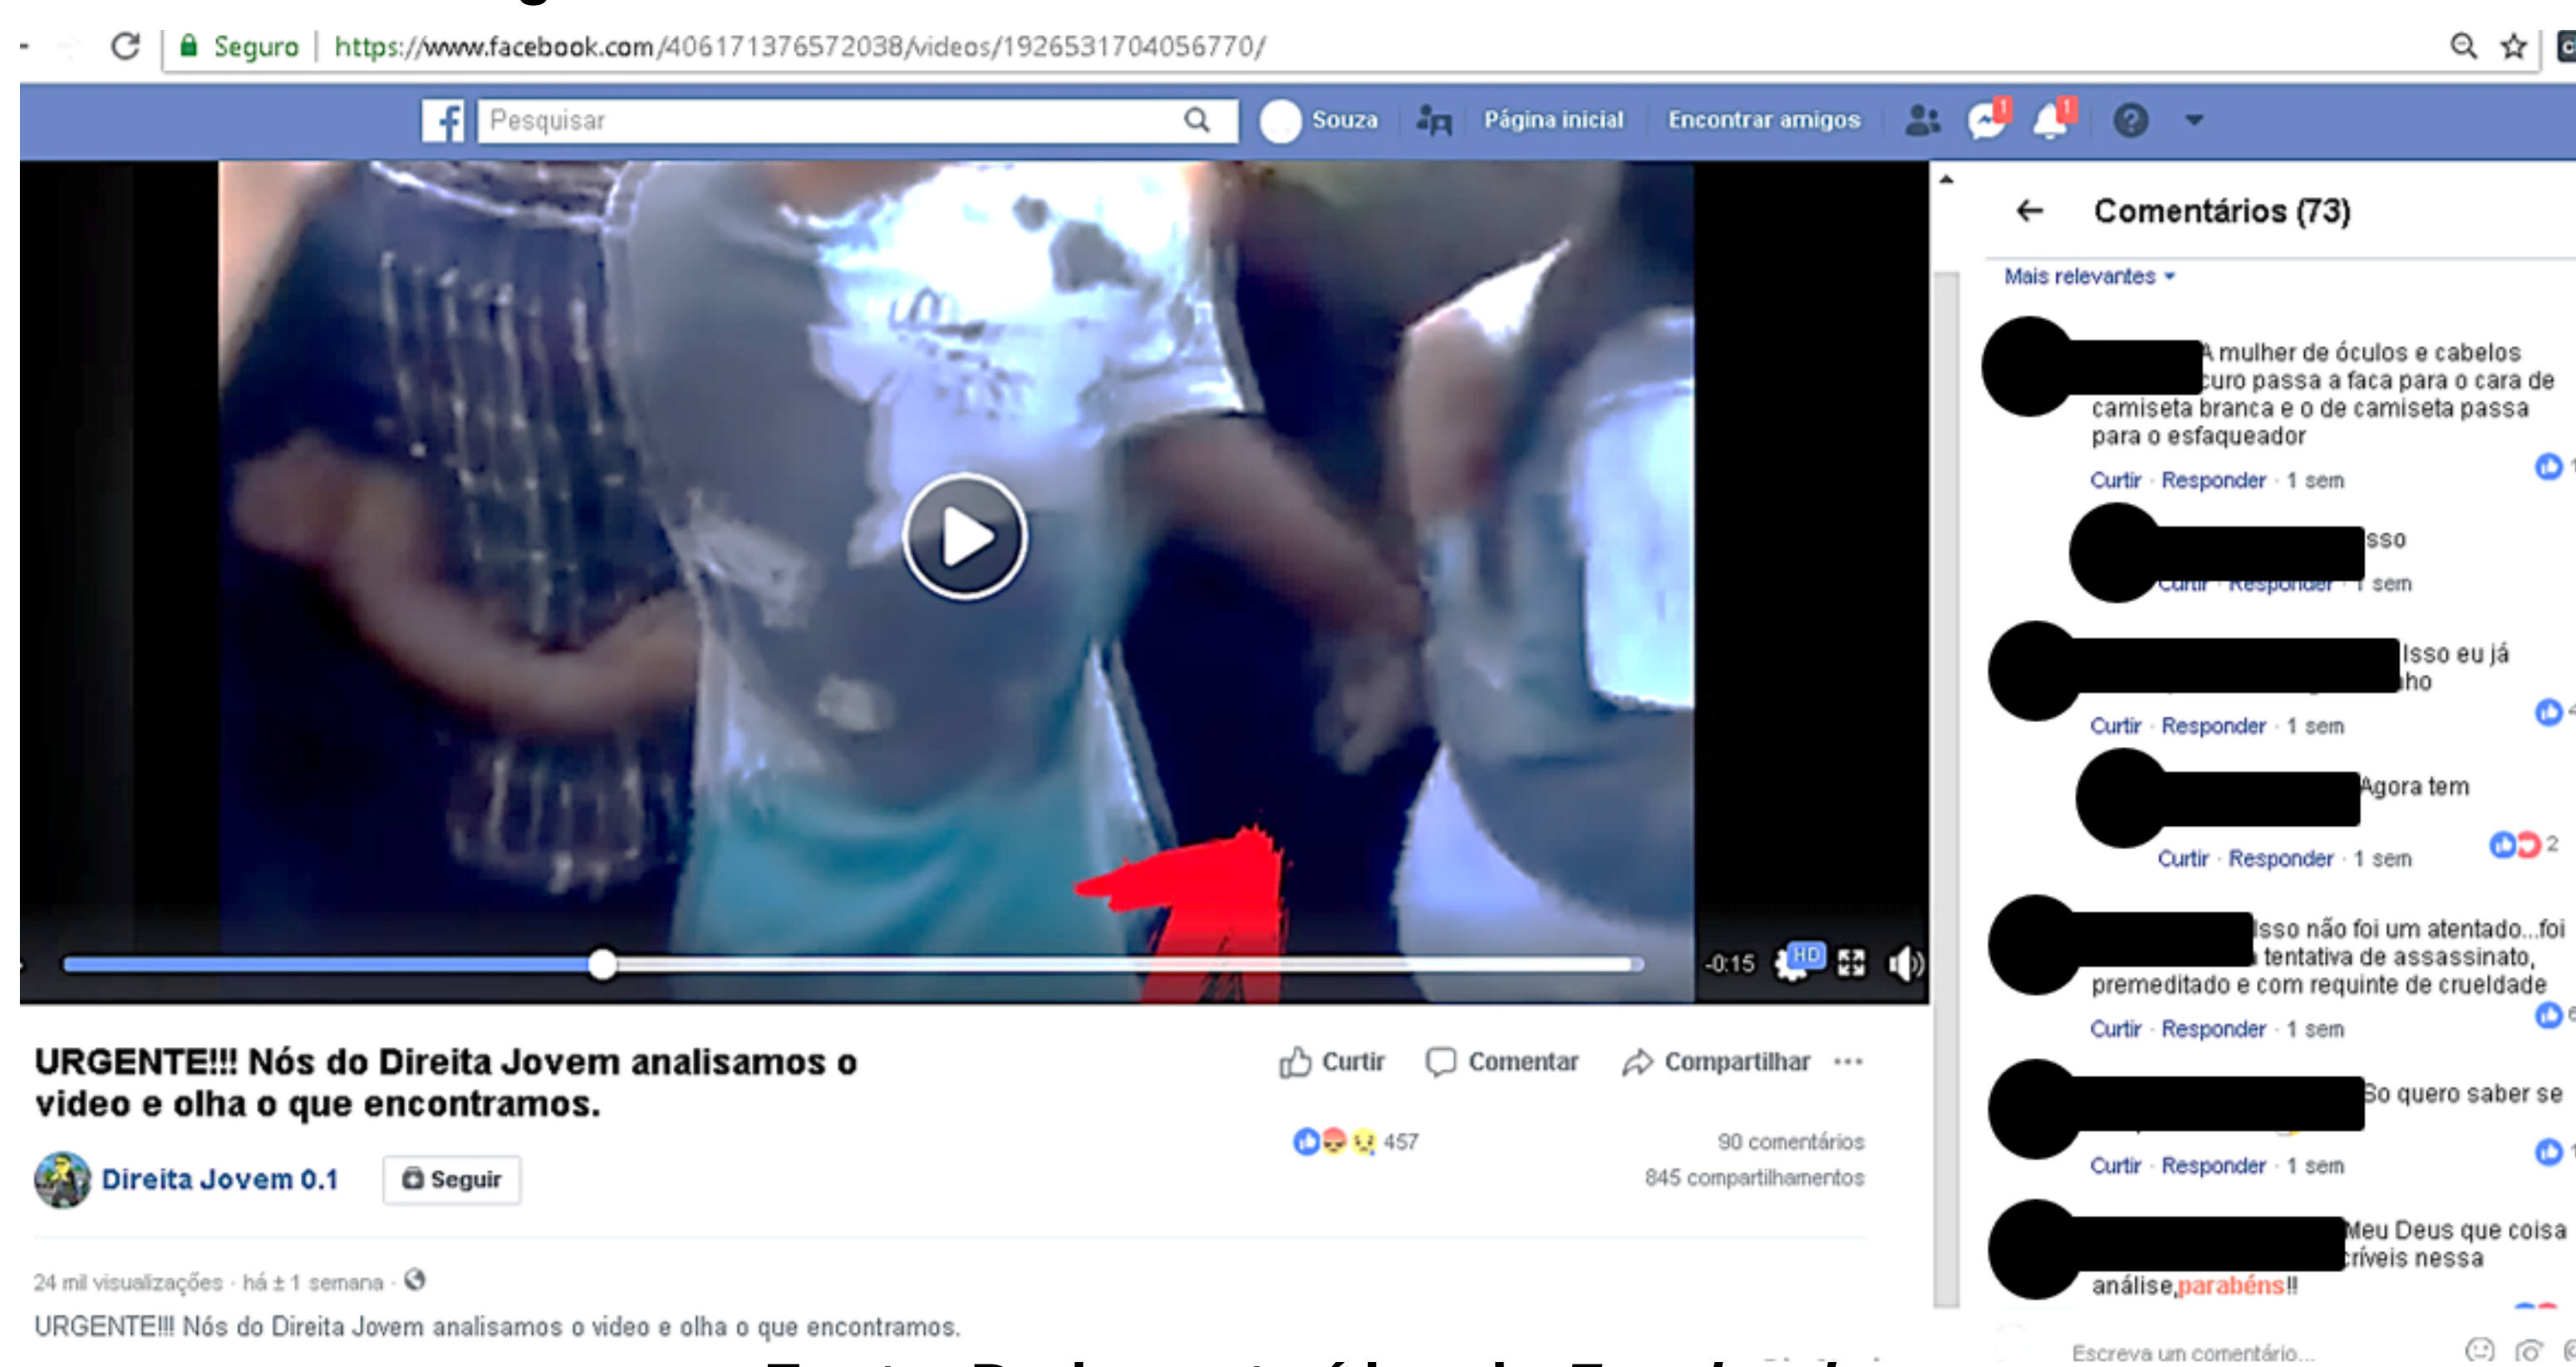 Seguro | https://www.facebook.com/406171376572038/videos/1926531704056770/
Pesquisar
Souza
Página inicial
Encontrar amigos
1
1
-0:15
HD
URGENTE!!! Nós do Direita Jovem analisamos o
video e olha o que encontramos.
Curtir
Comentar
Compartilhar
457
90 comentários
845 compartilhamentos
Direita Jovem 0.1
Seguir
24 mil visualizações · há ± 1 semana ·
URGENTE!!! Nós do Direita Jovem analisamos o video e olha o que encontramos.
Comentários (73)
Mais relevantes
A mulher de óculos e cabelos
curo passa a faca para o cara de
camiseta branca e o de camiseta passa
para o esfaqueador
Curtir · Responder · 1 sem
sso
Curtir · Responder · 1 sem
Isso eu já
Curtir · Responder · 1 sem
Agora tem
Curtir · Responder · 1 sem
2
Isso não foi um atentado...foi
tentativa de assassinato,
premeditado e com requinte de crueldade
Curtir · Responder · 1 sem
So quero saber se
Curtir · Responder · 1 sem
Meu Deus que coisa
críveis nessa
análise,parabéns!!
Escreva um comentário...